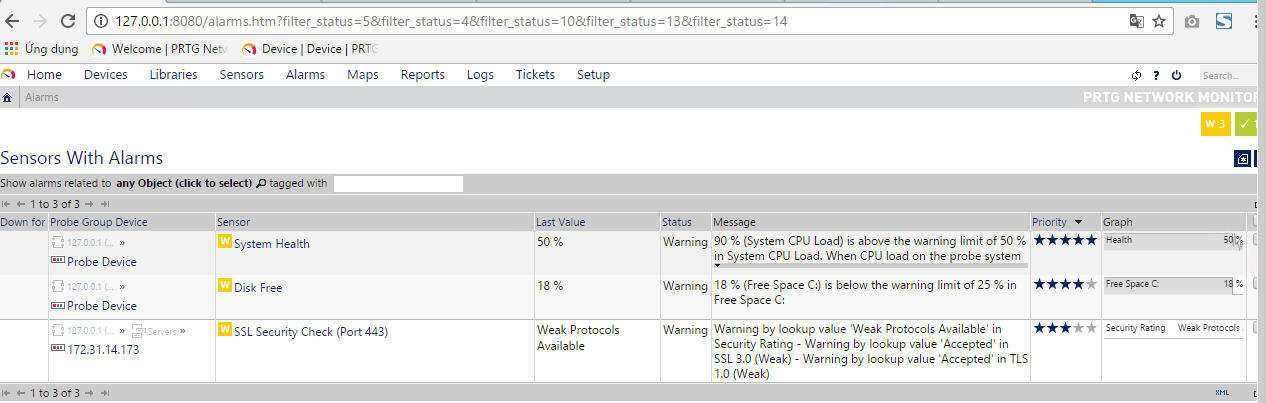 127.0.0.1:8080/alarms.htm?filter_status=5&filter_status=4&filter_status=10&filter_status=13&filter_status=14
Ứng dụng Welcome | PRTG Netw Device | Device | PRTG
Home Devices Libraries Sensors Alarms Maps Reports Logs Tickets Setup ? Search...
Alarms PRTG NETWORK MONITOR
W 3 ✓ 1
Sensors With Alarms
Show alarms related to any Object (click to select) tagged with
1 to 3 of 3
Down for Probe Group Device Sensor Last Value Status Message Priority Graph
127.0.0.1 (... » W System Health 50 % Warning 90 % (System CPU Load) is above the warning limit of 50 % ★★★★★ Health 50 %
Probe Device in System CPU Load. When CPU load on the probe system
127.0.0.1 (... » W Disk Free 18 % Warning 18 % (Free Space C:) is below the warning limit of 25 % in ★★★★★ Free Space C: 18 %
Probe Device Free Space C:
127.0.0.1 (... » Servers » W SSL Security Check (Port 443) Weak Protocols Warning Warning by lookup value 'Weak Protocols Available' in ★★★★★ Security Rating Weak Protocols
172.31.14.173 Available Security Rating - Warning by lookup value 'Accepted' in
SSL 3.0 (Weak) - Warning by lookup value 'Accepted' in TLS
1.0 (Weak)
1 to 3 of 3 XML